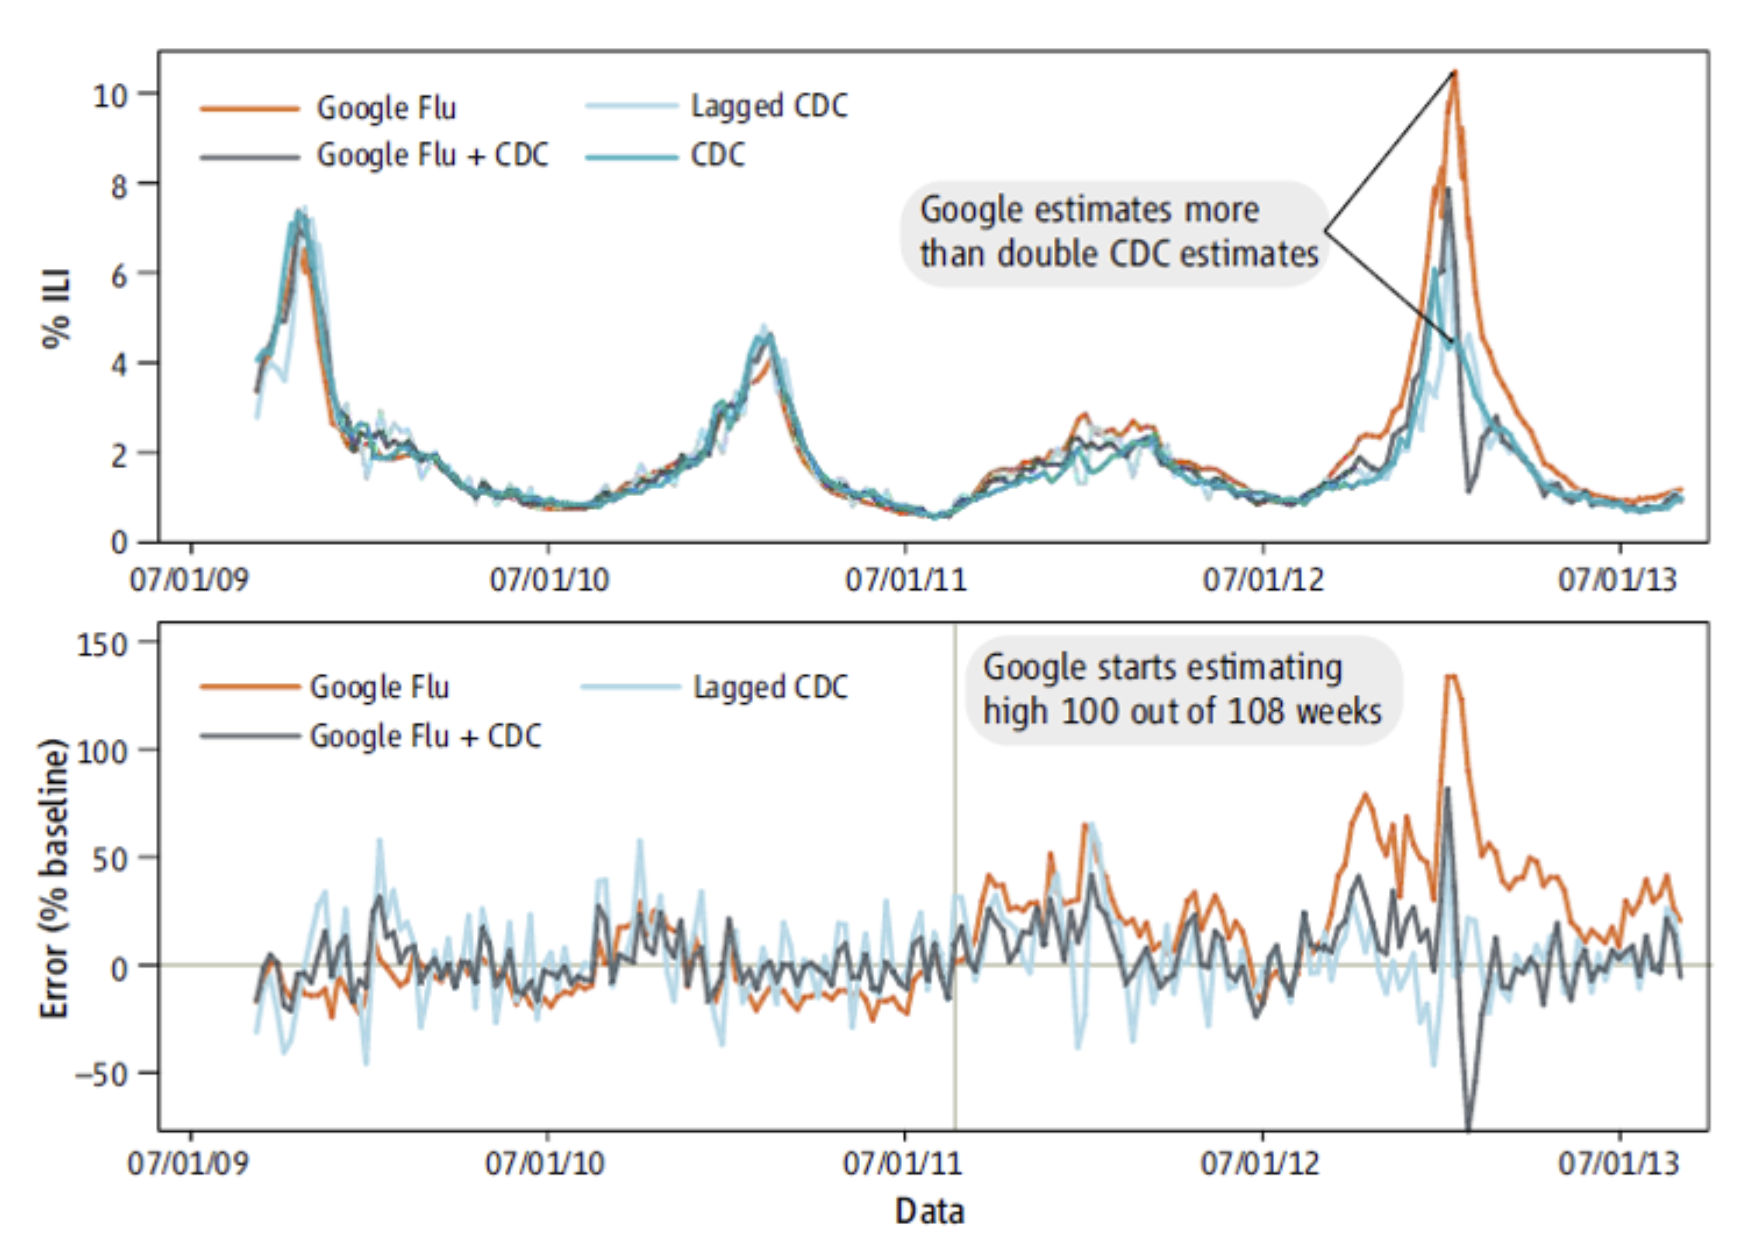 10
8
6
4
2
0
% ILI
Google Flu
Lagged CDC
Google Flu + CDC
CDC
Google estimates more
than double CDC estimates
07/01/09
07/01/10
07/01/11
07/01/12
07/01/13
150
100
50
0
–50
Error (% baseline)
Google Flu
Lagged CDC
Google Flu + CDC
Google starts estimating
high 100 out of 108 weeks
07/01/09
07/01/10
07/01/11
07/01/12
07/01/13
Data